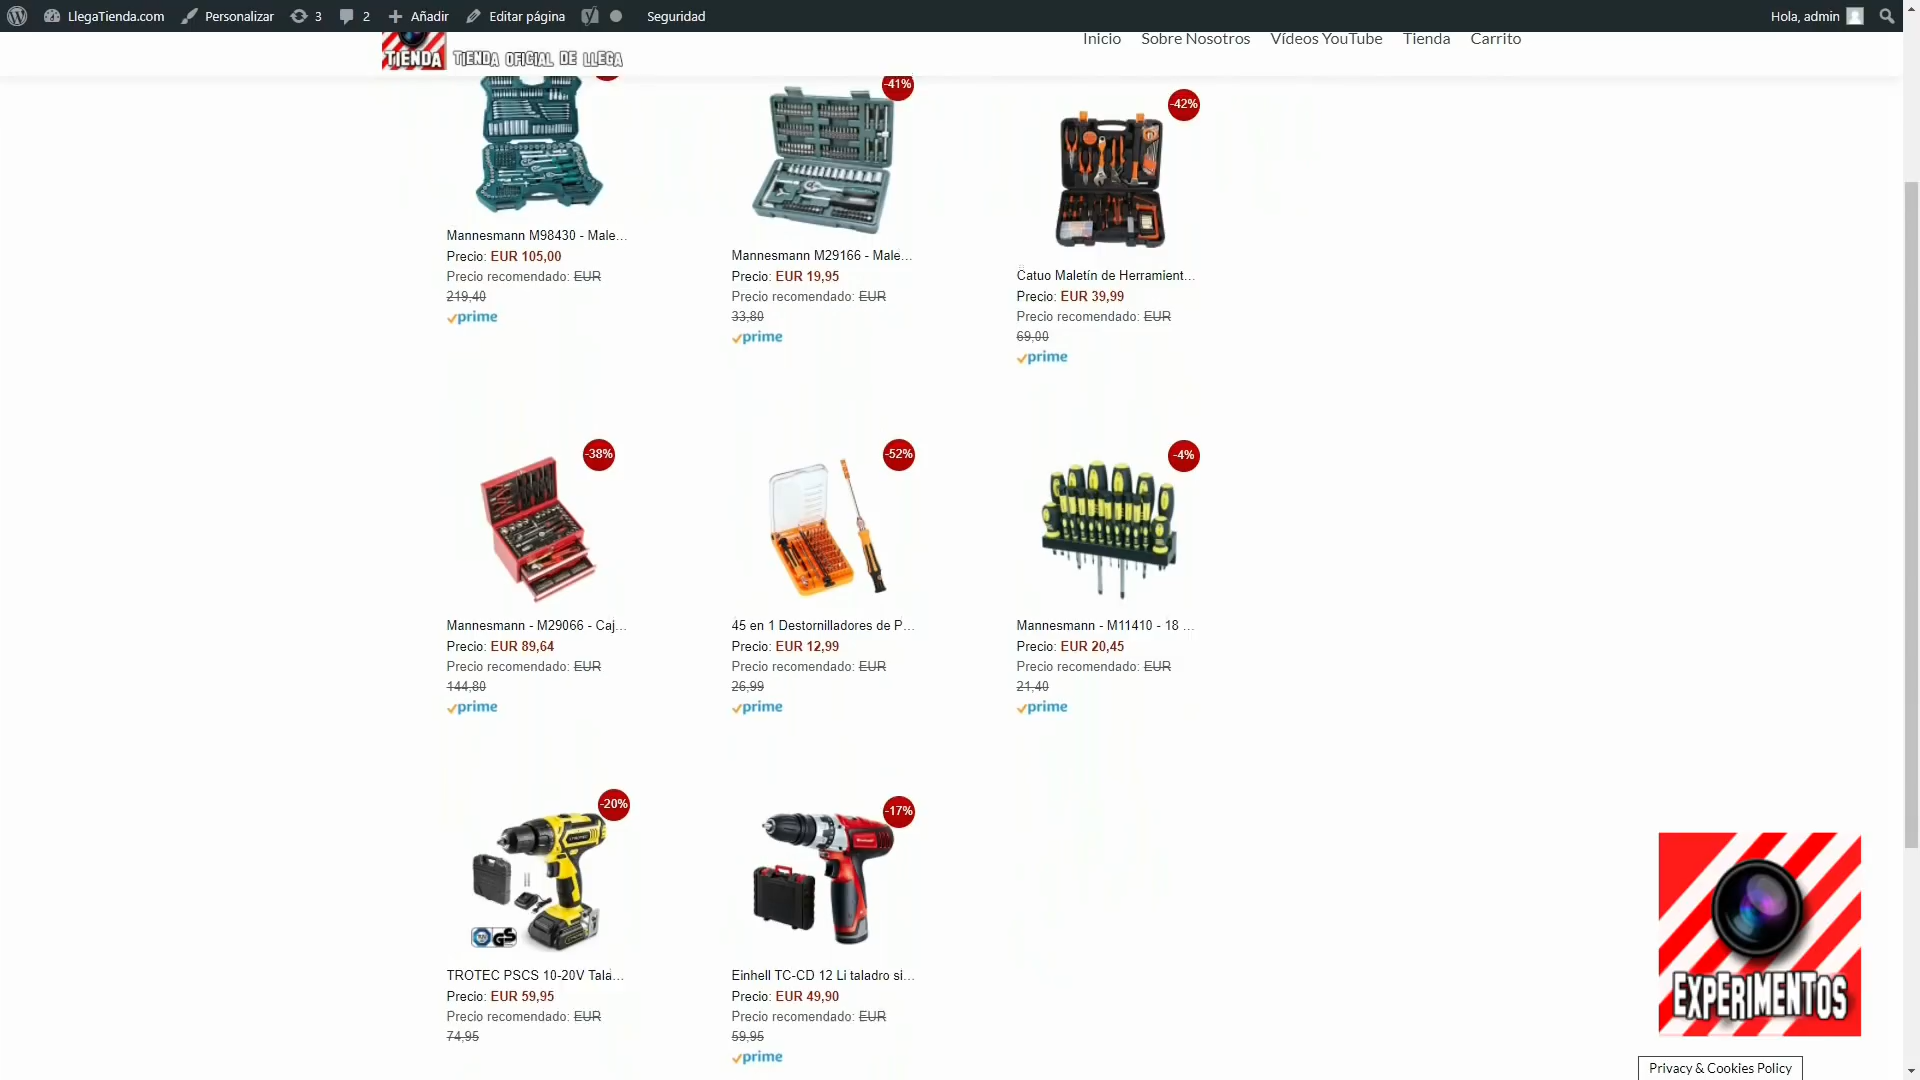 LlegaTienda.com Personalizar 3 2 Añadir Editar página Seguridad Hola, admin
TIENDA TIENDA OFICIAL DE LLEGA Inicio Sobre Nosotros Vídeos YouTube Tienda Carrito
-41%
-42%
Mannesmann M98430 - Male...
Precio: EUR 105,00
Precio recomendado: EUR
219,40
prime
Mannesmann M29166 - Male...
Precio: EUR 19,95
Precio recomendado: EUR
33,80
prime
Catuo Maletín de Herramient...
Precio: EUR 39,99
Precio recomendado: EUR
69,00
prime
-38%
-52%
-4%
Mannesmann - M29066 - Caj...
Precio: EUR 89,64
Precio recomendado: EUR
144,80
prime
45 en 1 Destornilladores de P...
Precio: EUR 12,99
Precio recomendado: EUR
26,99
prime
Mannesmann - M11410 - 18 ...
Precio: EUR 20,45
Precio recomendado: EUR
21,40
prime
-20%
-17%
GS
TROTEC PSCS 10-20V Tala...
Precio: EUR 59,95
Precio recomendado: EUR
74,95
Einhell TC-CD 12 Li taladro si...
Precio: EUR 49,90
Precio recomendado: EUR
59,95
prime
EXPERIMENTOS
Privacy & Cookies Policy